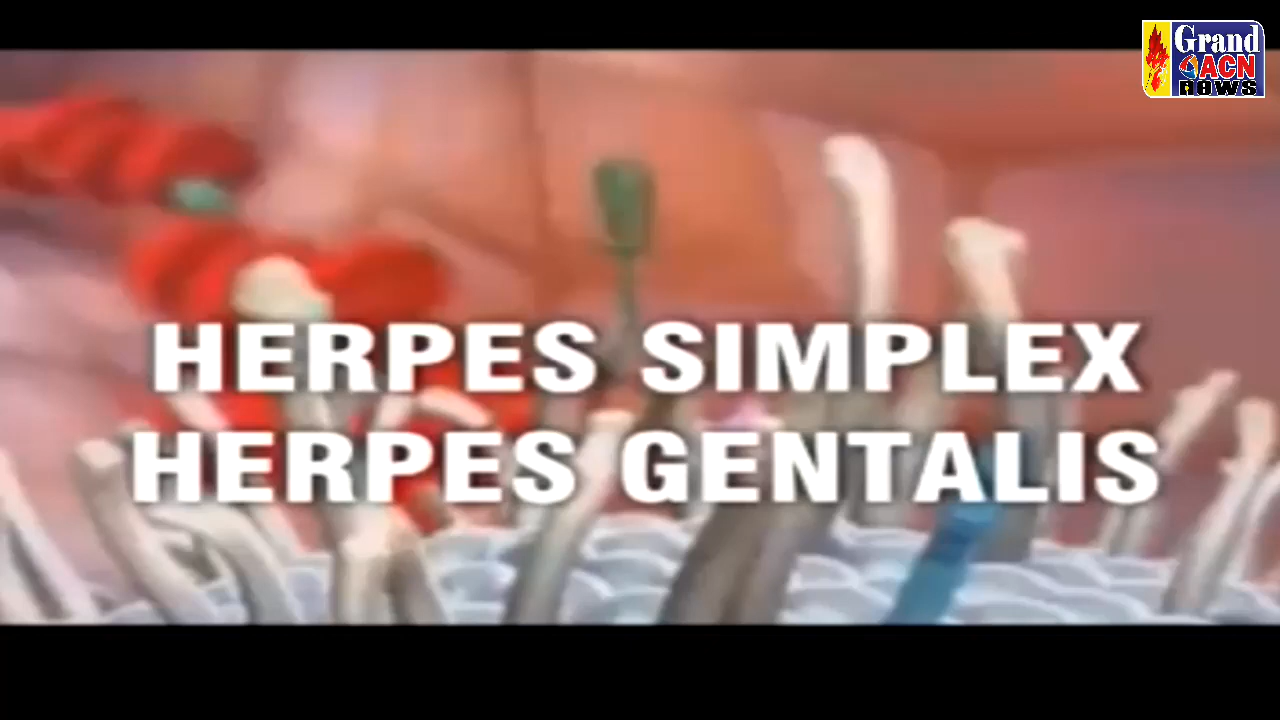 Grand
ACN
news
HERPES SIMPLEX
HERPES GENTALIS